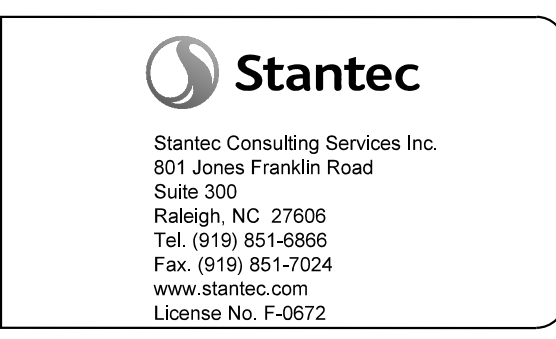 Stantec
Stantec Consulting Services Inc.
801 Jones Franklin Road
Suite 300
Raleigh, NC  27606
Tel. (919) 851-6866
Fax. (919) 851-7024
www.stantec.com
License No. F-0672